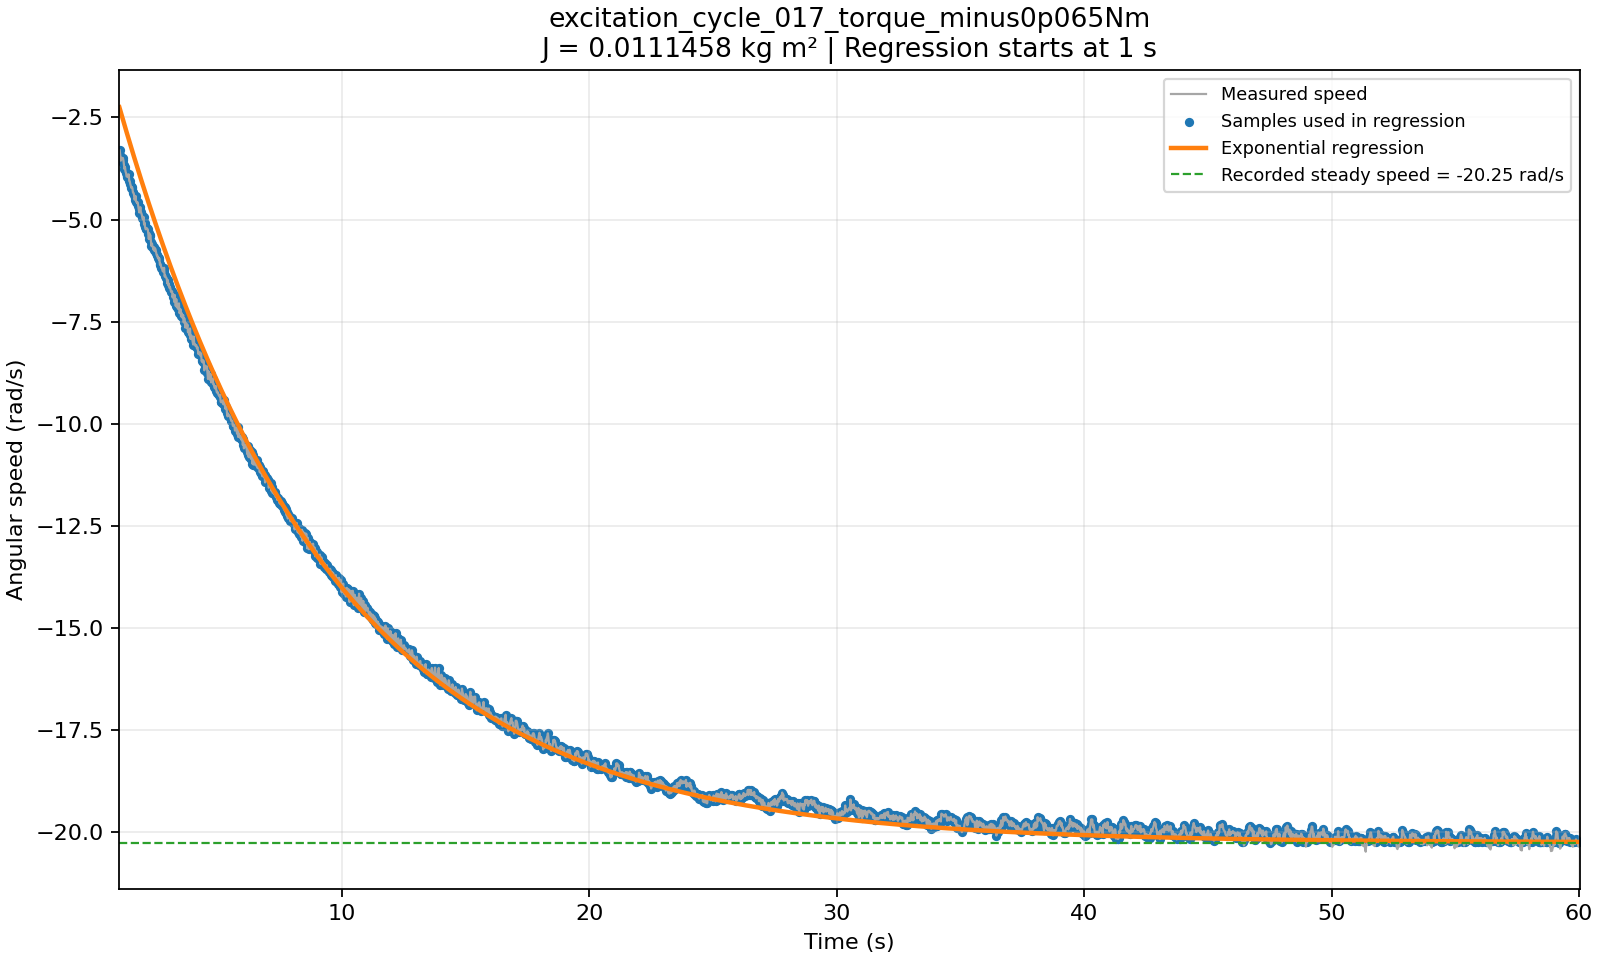 excitation_cycle_017_torque_minus0p065Nm
J = 0.0111458 kg m² | Regression starts at 1 s
Measured speed
Samples used in regression
Exponential regression
Recorded steady speed = -20.25 rad/s
Angular speed (rad/s)
−2.5
−5.0
−7.5
−10.0
−12.5
−15.0
−17.5
−20.0
10
20
30
40
50
60
Time (s)